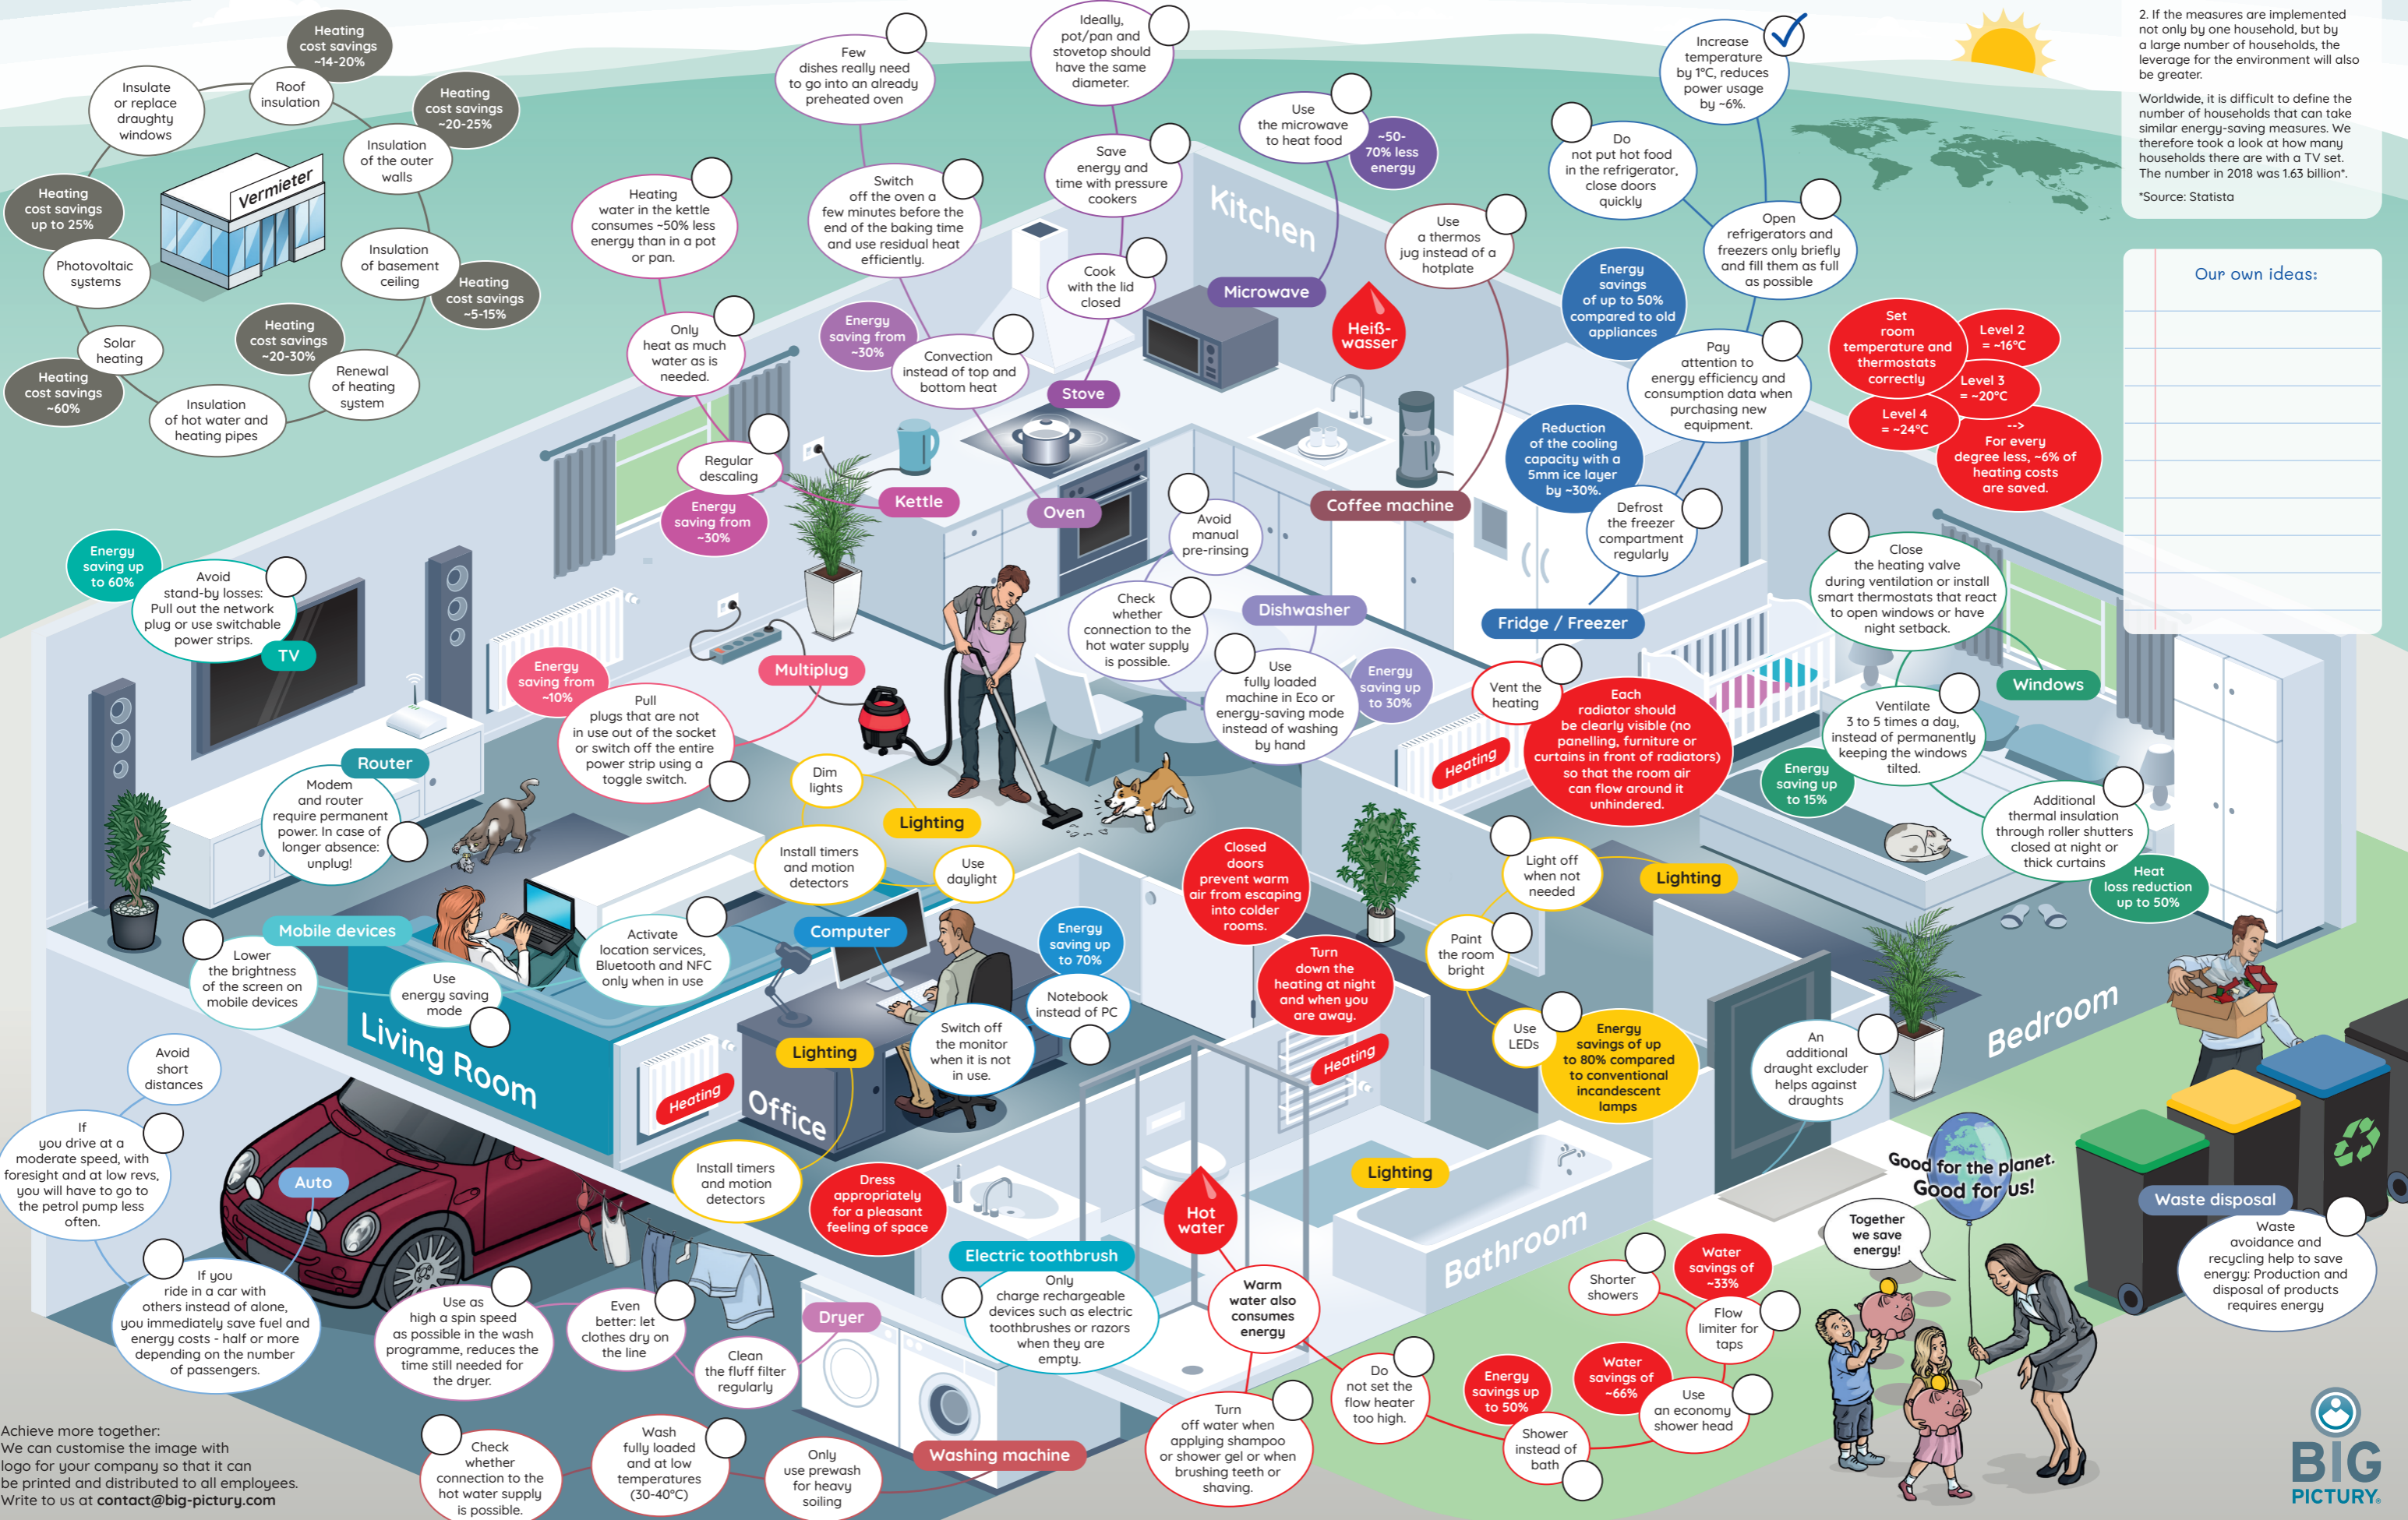 Heating
cost savings
~14-20%
Insulate
or replace
draughty
windows
Roof
insulation
Heating
cost savings
~20-25%
Insulation
of the outer
walls
Vermieter
Heating
cost savings
up to 25%
Photovoltaic
systems
Insulation
of basement
ceiling
Heating
cost savings
~5-15%
Heating
cost savings
~20-30%
Solar
heating
Renewal
of heating
system
Heating
cost savings
~60%
Insulation
of hot water and
heating pipes
Few
dishes really need
to go into an already
preheated oven
Switch
off the oven a
few minutes before the
end of the baking time
and use residual heat
efficiently.
Energy
saving from
~30%
Convection
instead of top and
bottom heat
Oven
Heating
water in the kettle
consumes ~50% less
energy than in a pot
or pan.
Only
heat as much
water as is
needed.
Regular
descaling
Energy
saving from
~30%
Kettle
Ideally,
pot/pan and
stovetop should
have the same
diameter.
Save
energy and
time with pressure
cookers
Cook
with the lid
closed
Stove
Kitchen
Use
the microwave
to heat food
~50-
70% less
energy
Microwave
Heiß-
wasser
Use
a thermos
jug instead of a
hotplate
Coffee machine
Increase
temperature
by 1°C, reduces
power usage
by ~6%.
Do
not put hot food
in the refrigerator,
close doors
quickly
Open
refrigerators and
freezers only briefly
and fill them as full
as possible
Energy
savings
of up to 50%
compared to old
appliances
Pay
attention to
energy efficiency and
consumption data when
purchasing new
equipment.
Reduction
of the cooling
capacity with a
5mm ice layer
by ~30%.
Defrost
the freezer
compartment
regularly
Fridge / Freezer
2. If the measures are implemented
not only by one household, but by
a large number of households, the
leverage for the environment will also
be greater.
Worldwide, it is difficult to define the
number of households that can take
similar energy-saving measures. We
therefore took a look at how many
households there are with a TV set.
The number in 2018 was 1.63 billion*.
*Source: Statista
Our own ideas:
Set
room
temperature and
thermostats
correctly
Level 2
= ~16°C
Level 3
= ~20°C
Level 4
= ~24°C
-->
For every
degree less, ~6% of
heating costs
are saved.
Energy
saving up
to 60%
Avoid
stand-by losses:
Pull out the network
plug or use switchable
power strips.
TV
Router
Modem
and router
require permanent
power. In case of
longer absence:
unplug!
Energy
saving from
~10%
Multiplug
Pull
plugs that are not
in use out of the socket
or switch off the entire
power strip using a
toggle switch.
Avoid
manual
pre-rinsing
Check
whether
connection to the
hot water supply
is possible.
Dishwasher
Use
fully loaded
machine in Eco or
energy-saving mode
instead of washing
by hand
Energy
saving up
to 30%
Vent the
heating
Heating
Each
radiator should
be clearly visible (no
panelling, furniture or
curtains in front of radiators)
so that the room air
can flow around it
unhindered.
Close
the heating valve
during ventilation or install
smart thermostats that react
to open windows or have
night setback.
Windows
Ventilate
3 to 5 times a day,
instead of permanently
keeping the windows
tilted.
Energy
saving up
to 15%
Additional
thermal insulation
through roller shutters
closed at night or
thick curtains
Heat
loss reduction
up to 50%
Dim
lights
Lighting
Install timers
and motion
detectors
Use
daylight
Mobile devices
Lower
the brightness
of the screen on
mobile devices
Use
energy saving
mode
Activate
location services,
Bluetooth and NFC
only when in use
Living Room
Computer
Energy
saving up
to 70%
Notebook
instead of PC
Switch off
the monitor
when it is not
in use.
Lighting
Heating
Office
Install timers
and motion
detectors
Closed
doors
prevent warm
air from escaping
into colder
rooms.
Turn
down the
heating at night
and when you
are away.
Heating
Light off
when not
needed
Lighting
Paint
the room
bright
Use
LEDs
Energy
savings of up
to 80% compared
to conventional
incandescent
lamps
An
additional
draught excluder
helps against
draughts
Bedroom
Avoid
short
distances
If
you drive at a
moderate speed, with
foresight and at low revs,
you will have to go to
the petrol pump less
often.
Auto
If you
ride in a car with
others instead of alone,
you immediately save fuel and
energy costs - half or more
depending on the number
of passengers.
Dress
appropriately
for a pleasant
feeling of space
Use as
high a spin speed
as possible in the wash
programme, reduces the
time still needed for
the dryer.
Even
better: let
clothes dry on
the line
Clean
the fluff filter
regularly
Dryer
Electric toothbrush
Only
charge rechargeable
devices such as electric
toothbrushes or razors
when they are
empty.
Hot
water
Warm
water also
consumes
energy
Lighting
Bathroom
Shorter
showers
Water
savings of
~33%
Flow
limiter for
taps
Water
savings of
~66%
Use
an economy
shower head
Energy
savings up
to 50%
Shower
instead of
bath
Do
not set the
flow heater
too high.
Turn
off water when
applying shampoo
or shower gel or when
brushing teeth or
shaving.
Check
whether
connection to the
hot water supply
is possible.
Wash
fully loaded
and at low
temperatures
(30-40°C)
Only
use prewash
for heavy
soiling
Washing machine
Good for the planet.
Good for us!
Together
we save
energy!
Waste disposal
Waste
avoidance and
recycling help to save
energy: Production and
disposal of products
requires energy
Achieve more together:
We can customise the image with
logo for your company so that it can
be printed and distributed to all employees.
Write to us at contact@big-pictury.com
BIG
PICTURY®